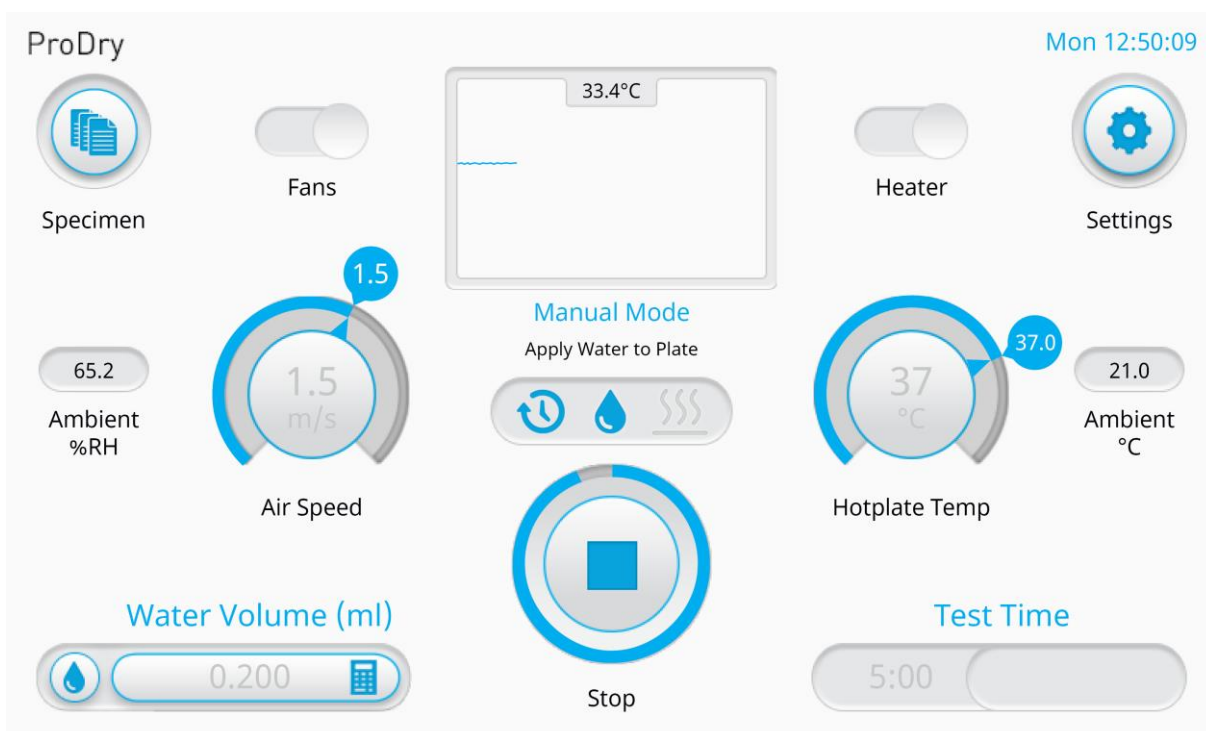 ProDry
Mon 12:50:09
33.4°C
Specimen
Fans
Heater
Settings
1.5
Manual Mode
Apply Water to Plate
37.0
65.2
Ambient
%RH
1.5
m/s
37
°C
21.0
Ambient
°C
Air Speed
Hotplate Temp
Water Volume (ml)
0.200
Stop
Test Time
5:00